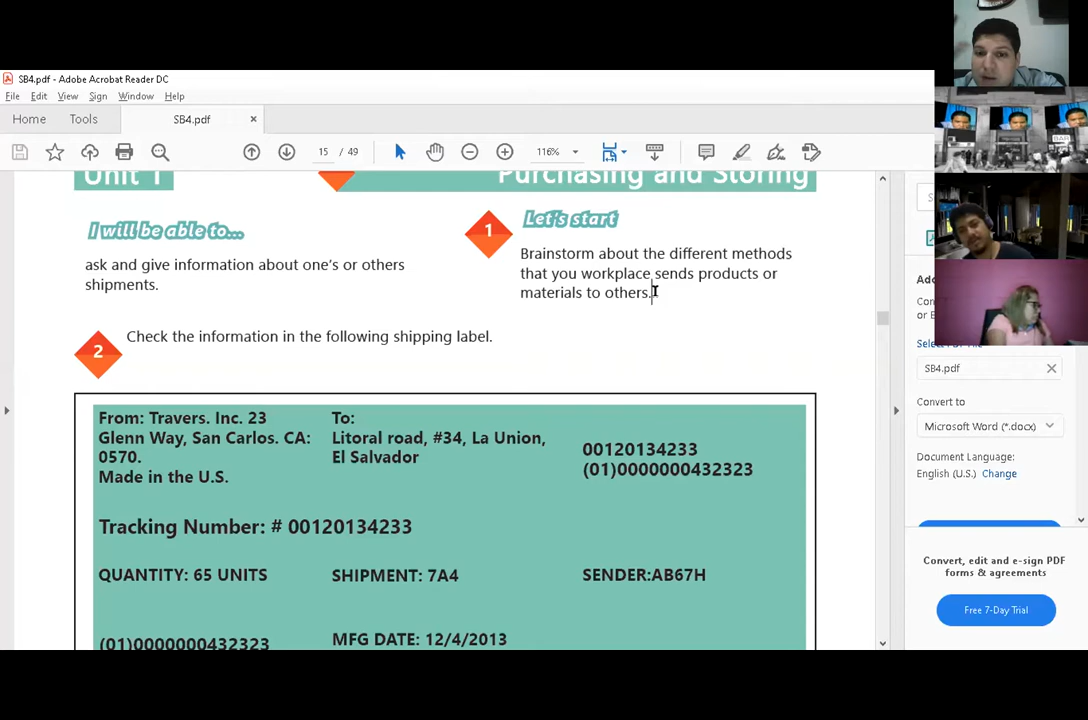 SB4.pdf - Adobe Acrobat Reader DC
File Edit View Sign Window Help
Home Tools SB4.pdf ×
15 / 49 116%
Unit 1 Purchasing and Storing
I will be able to...
ask and give information about one's or others
shipments.
1 Let's start
Brainstorm about the different methods
that you workplace sends products or
materials to others.
2 Check the information in the following shipping label.
From: Travers. Inc. 23
Glenn Way, San Carlos. CA:
0570.
Made in the U.S.
To:
Litoral road, #34, La Union,
El Salvador
00120134233
(01)0000000432323
Tracking Number: # 00120134233
QUANTITY: 65 UNITS SHIPMENT: 7A4 SENDER:AB67H
(01)0000000432323 MFG DATE: 12/4/2013
SB4.pdf
Convert to
Microsoft Word (*.docx)
Document Language:
English (U.S.) Change
Convert, edit and e-sign PDF
forms & agreements
Free 7-Day Trial